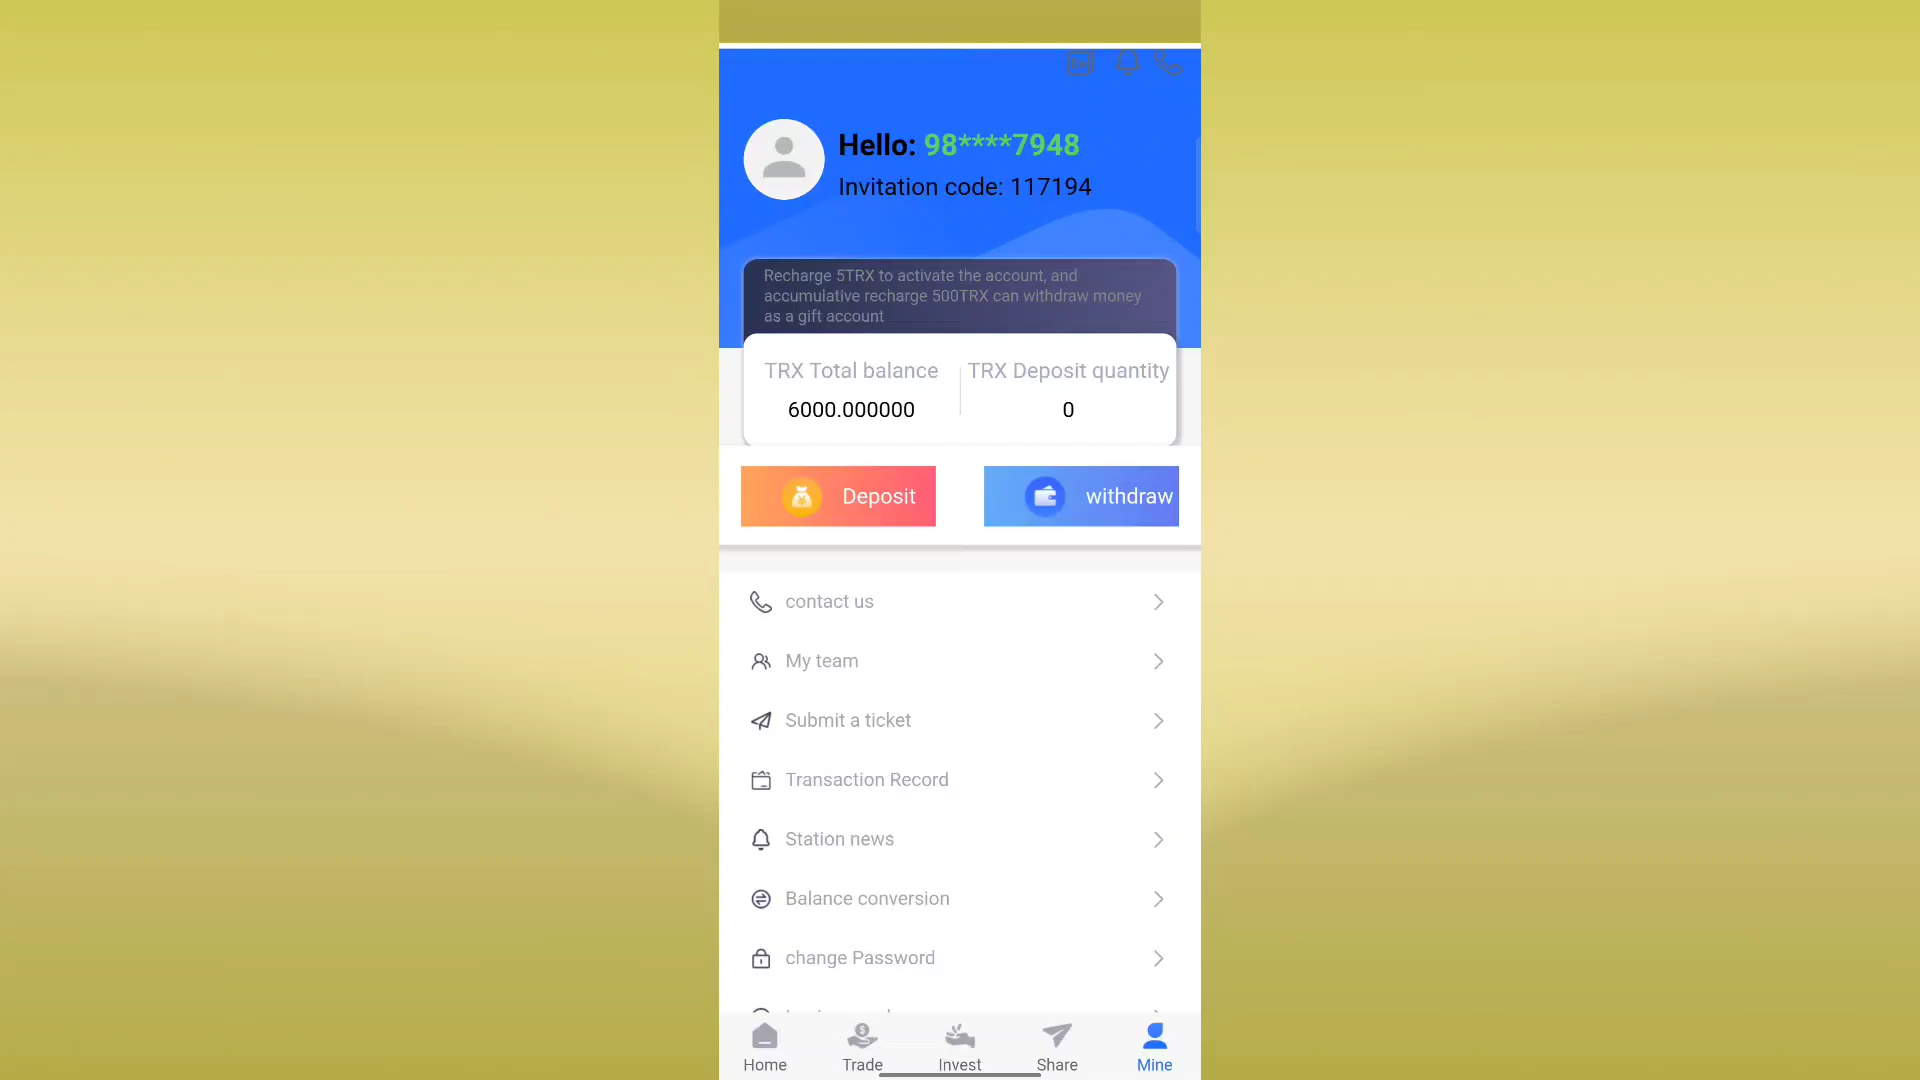 Hello: 98****7948
Invitation code: 117194
Recharge 5TRX to activate the account, and
accumulative recharge 500TRX can withdraw money
as a gift account
TRX Total balance
6000.000000
TRX Deposit quantity
0
Deposit
withdraw
contact us
My team
Submit a ticket
Transaction Record
Station news
Balance conversion
change Password
Home
Trade
Invest
Share
Mine